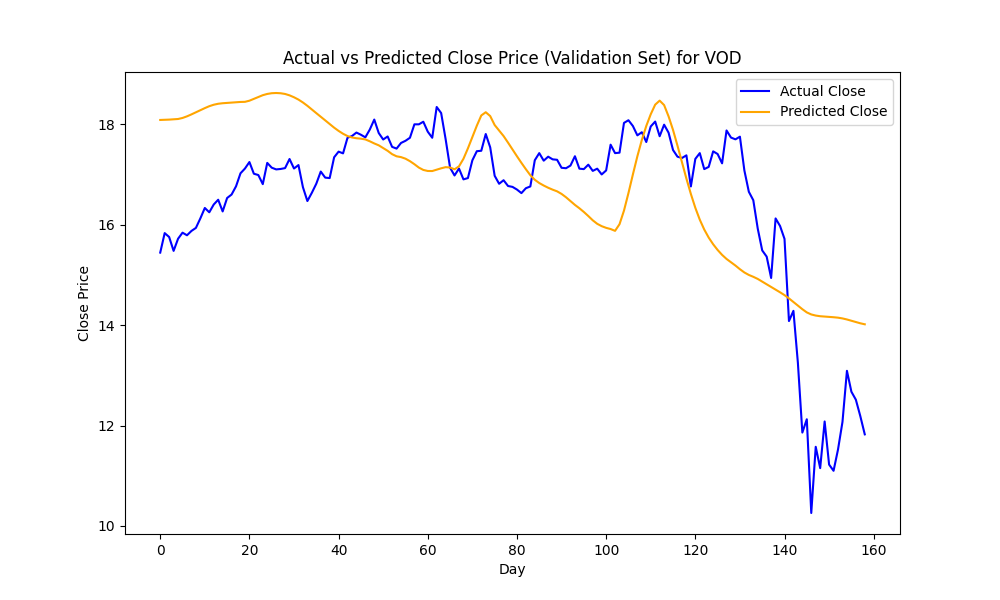 Actual vs Predicted Close Price (Validation Set) for VOD
Actual Close
Predicted Close
Close Price
18
16
14
12
10
0 20 40 60 80 100 120 140 160
Day